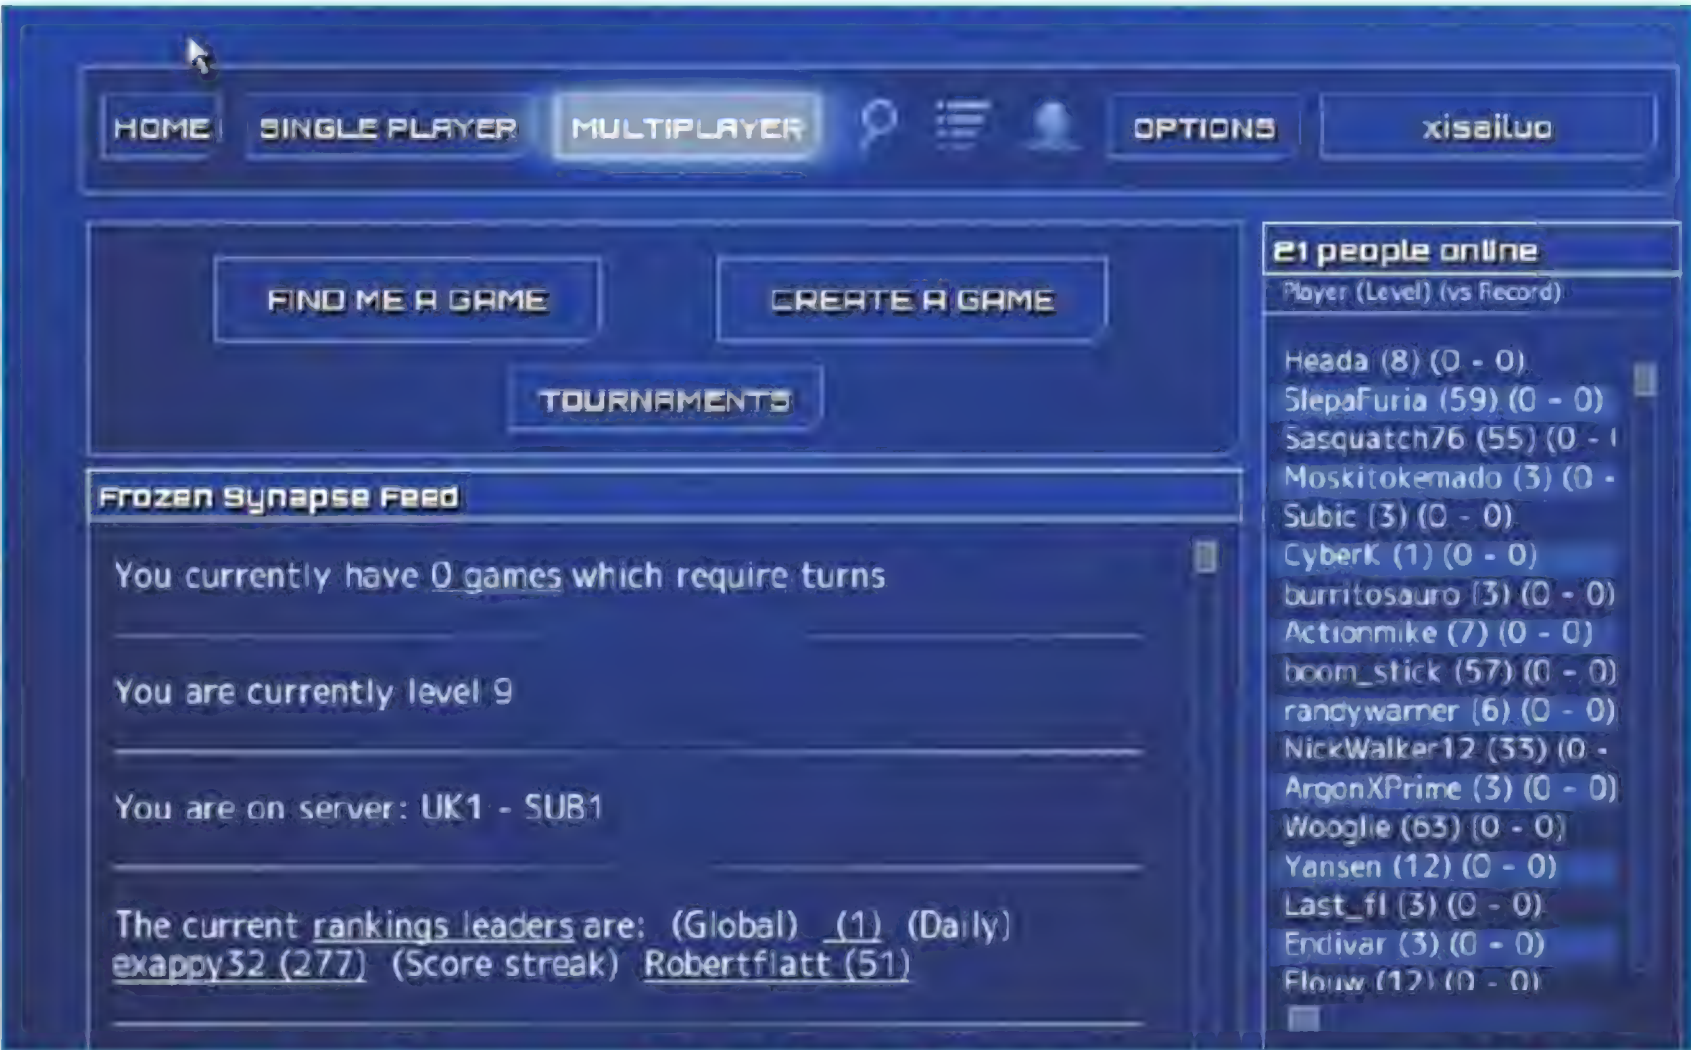 HOME SINGLE PLAYER MULTIPLAYER OPTIONS xisailuo
FIND ME A GAME CREATE A GAME
TOURNAMENTS
Frozen Synapse Feed
You currently have 0 games which require turns
You are currently level 9
You are on server: UK1 - SUB1
The current rankings leaders are: (Global) (1) (Daily)
exappy32 (277) (Score streak) Robertflatt (51)
21 people online
Player (Level) (vs Record)
Heada (8) (0 - 0)
SlepaFuria (59) (0 - 0)
Sasquatch76 (55) (0 - (
Moskitokemado (3) (0 -
Subic (3) (0 - 0)
CyberK (1) (0 - 0)
burritosauro (3) (0 - 0)
Actionmike (7) (0 - 0)
boom_stick (57) (0 - 0)
randywarner (6) (0 - 0)
NickWalker12 (33) (0 -
ArgonXPrime (3) (0 - 0)
Wooglie (63) (0 - 0)
Yansen (12) (0 - 0)
Last_fl (3) (0 - 0)
Endivar (3) (0 - 0)
Flouw (12) (0 - 0)